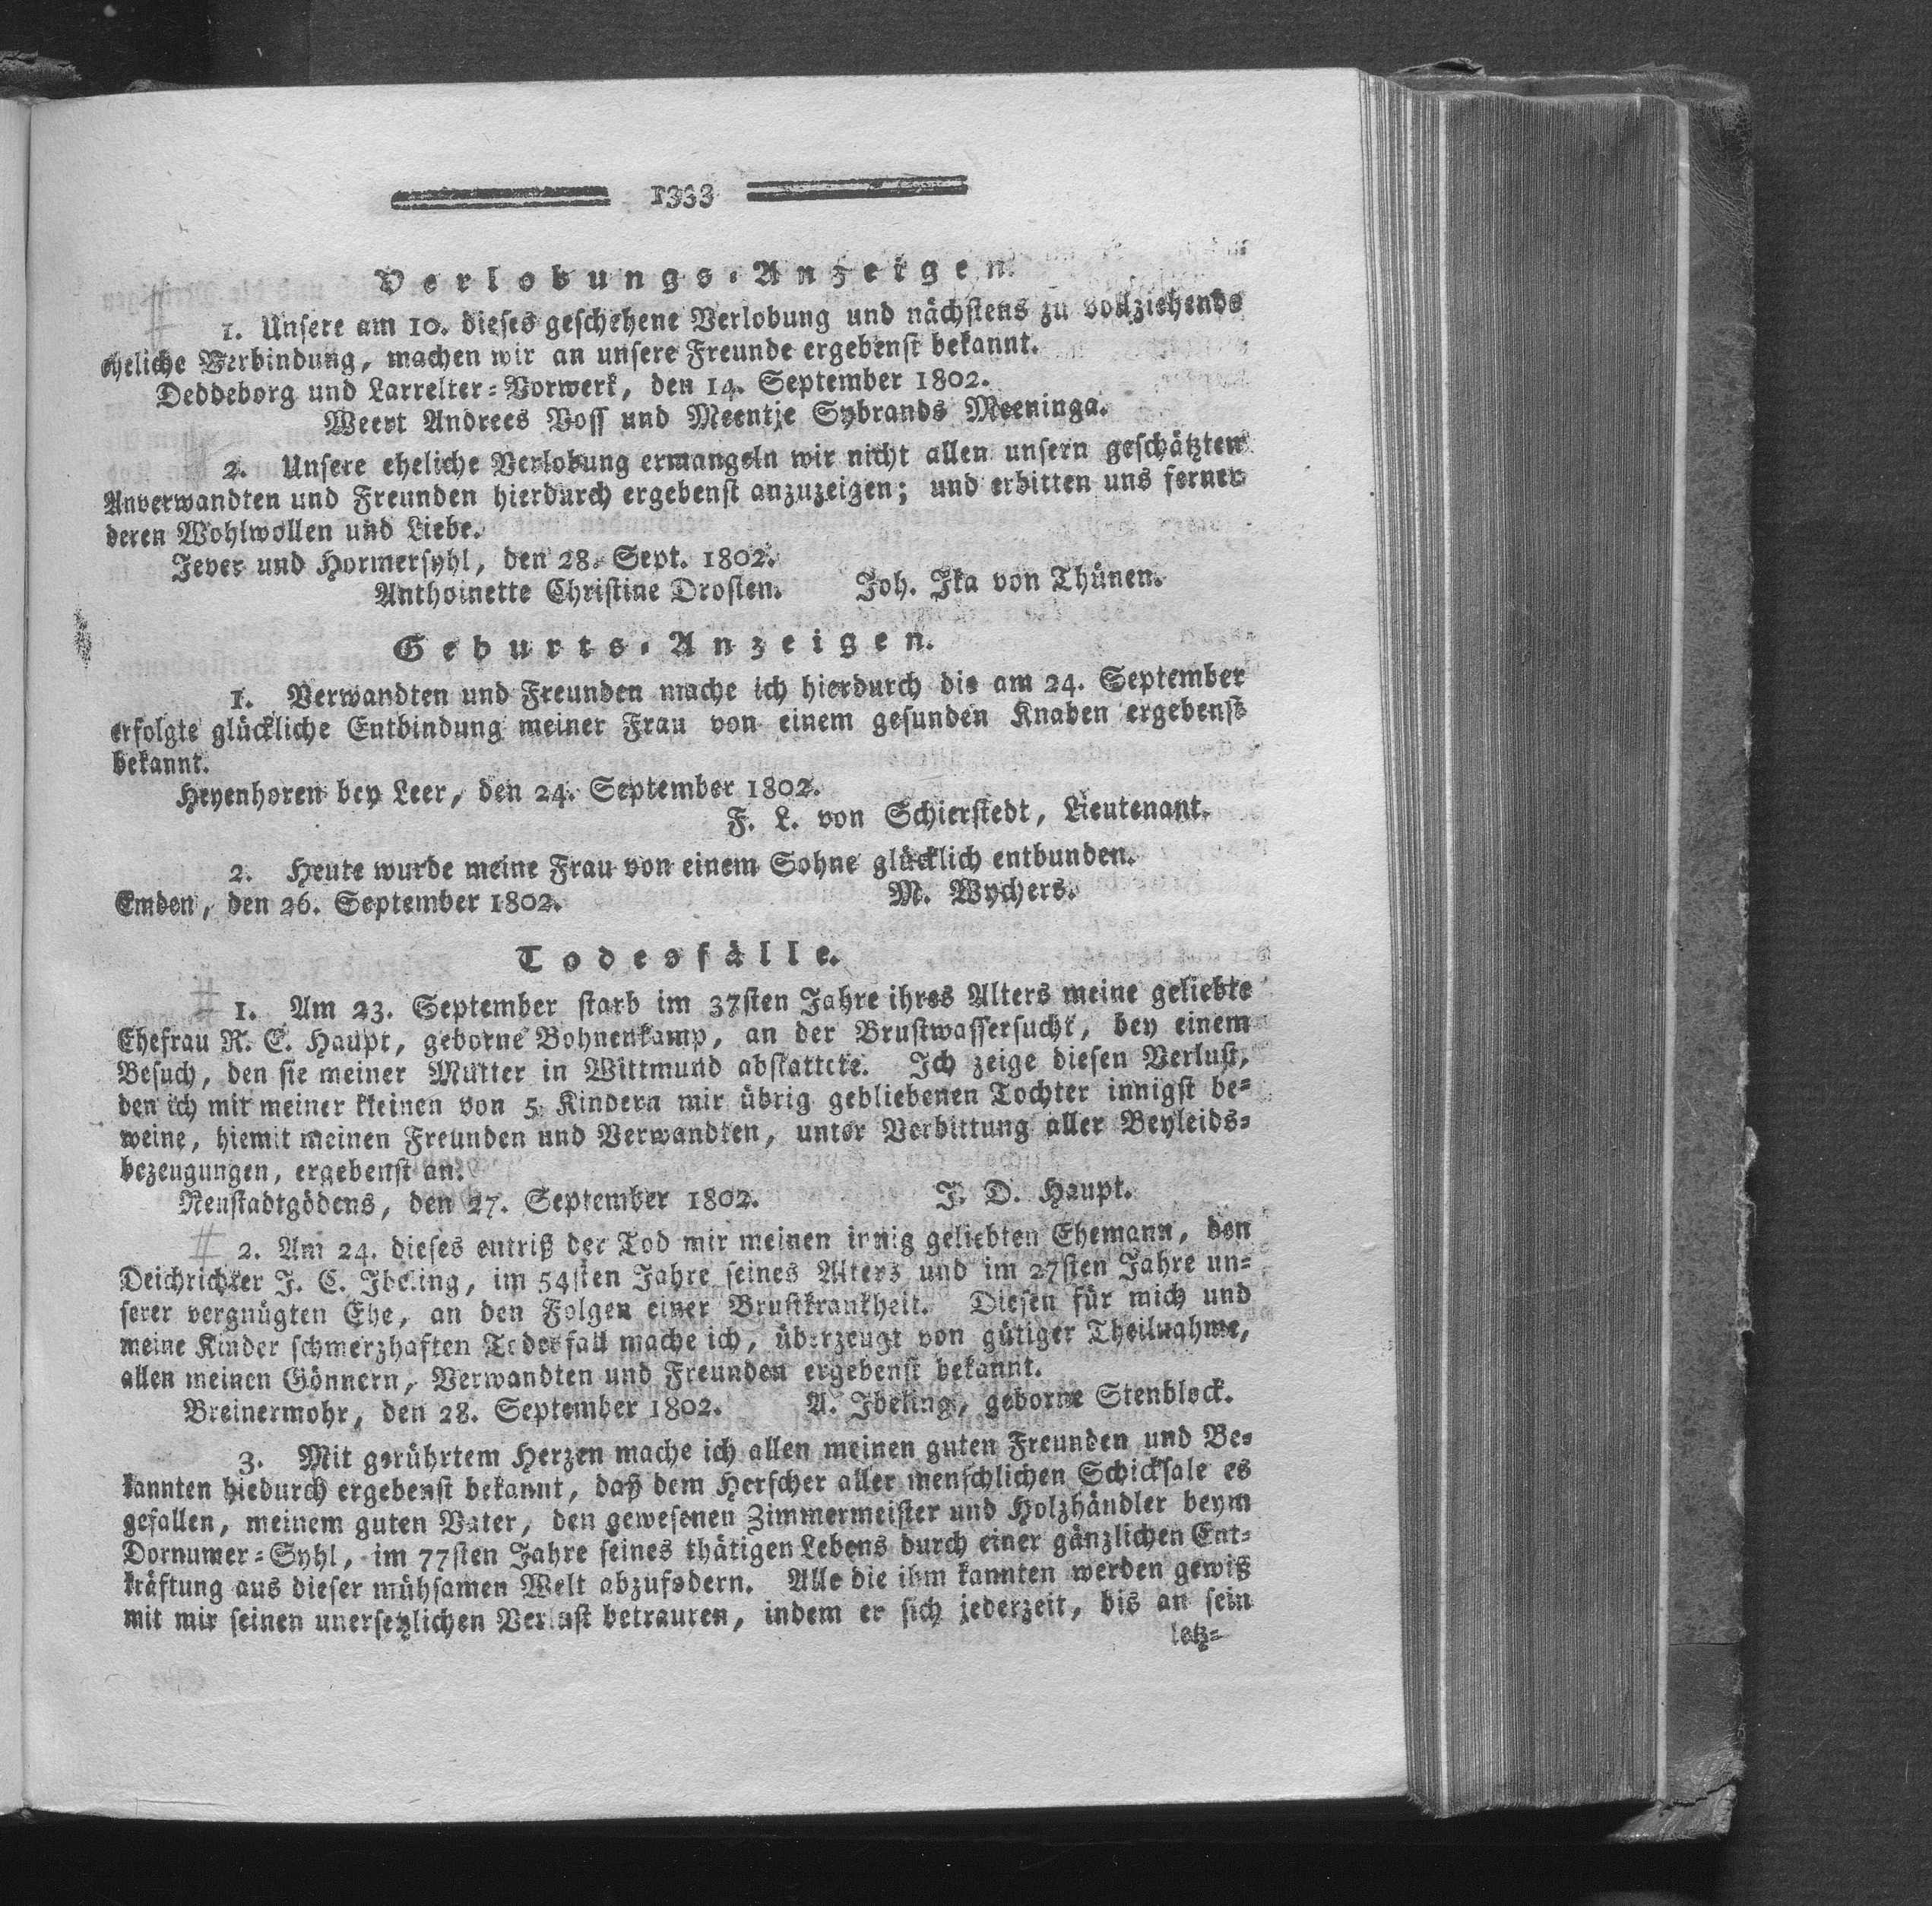 1333
Verlobungs-Anzeigen.
1. Unsere am 10. dieses geschehene Verlobung und nächstens zu vollziehende
eheliche Verbindung, machen wir an unsere Freunde ergebenst bekannt.
Deddeborg und Larrelter-Vorwerk, den 14. September 1802.
Weert Andrees Voss und Meentje Sybrands Meeninga.
2. Unsere eheliche Verlobung ermangeln wir nicht allen unsern geschätzten
Anverwandten und Freunden hierdurch ergebenst anzuzeigen; und erbitten uns ferner
deren Wohlwollen und Liebe.
Jever und Hormersyhl, den 28. Sept. 1802.
Anthoinette Christine Drosten. Joh. Ika von Thünen.
Geburts-Anzeigen.
1. Verwandten und Freunden mache ich hierdurch die am 24. September
erfolgte glückliche Entbindung meiner Frau von einem gesunden Knaben ergebenst
bekannt.
Heyenhoren bey Leer, den 24. September 1802.
F. L. von Schierstedt, Lieutenant.
2. Heute wurde meine Frau von einem Sohne glücklich entbunden.
Emden, den 26. September 1802. M. Wychers.
Todesfälle.
1. Am 23. September starb im 37sten Jahre ihres Alters meine geliebte
Ehefrau R. E. Haupt, geborne Bohnenkamp, an der Brustwassersucht, bey einem
Besuch, den sie meiner Mutter in Wittmund abstattete. Ich zeige diesen Verlust,
den ich mit meiner kleinen von 5 Kindern mir übrig gebliebenen Tochter innigst be-
weine, hiemit meinen Freunden und Verwandten, unter Verbittung aller Beyleids-
bezeugungen, ergebenst an.
Neustadtgödens, den 27. September 1802. J. D. Haupt.
2. Am 24. dieses entriß der Tod mir meinen innig geliebten Ehemann, den
Deichrichter J. C. Ibeling, im 54sten Jahre seines Alters und im 27sten Jahre un-
serer vergnügten Ehe, an den Folgen einer Brustkrankheit. Diesen für mich und
meine Kinder schmerzhaften Todesfall mache ich, überzeugt von gütiger Theilnahme,
allen meinen Gönnern, Verwandten und Freunden ergebenst bekannt.
Breinermohr, den 28. September 1802. A. Ibeling, geborne Stenblock.
3. Mit gerührtem Herzen mache ich allen meinen guten Freunden und Be-
kannten hiedurch ergebenst bekannt, daß dem Herscher aller menschlichen Schicksale es
gefallen, meinem guten Vater, den gewesenen Zimmermeister und Holzhändler beym
Dornumer-Syhl, im 77sten Jahre seines thätigen Lebens durch einer gänzlichen Ent-
kräftung aus dieser mühsamen Welt abzufodern. Alle die ihm kannten werden gewiß
mit mir seinen unersetzlichen Verlust betrauren, indem er sich jederzeit, bis an sein
letz-